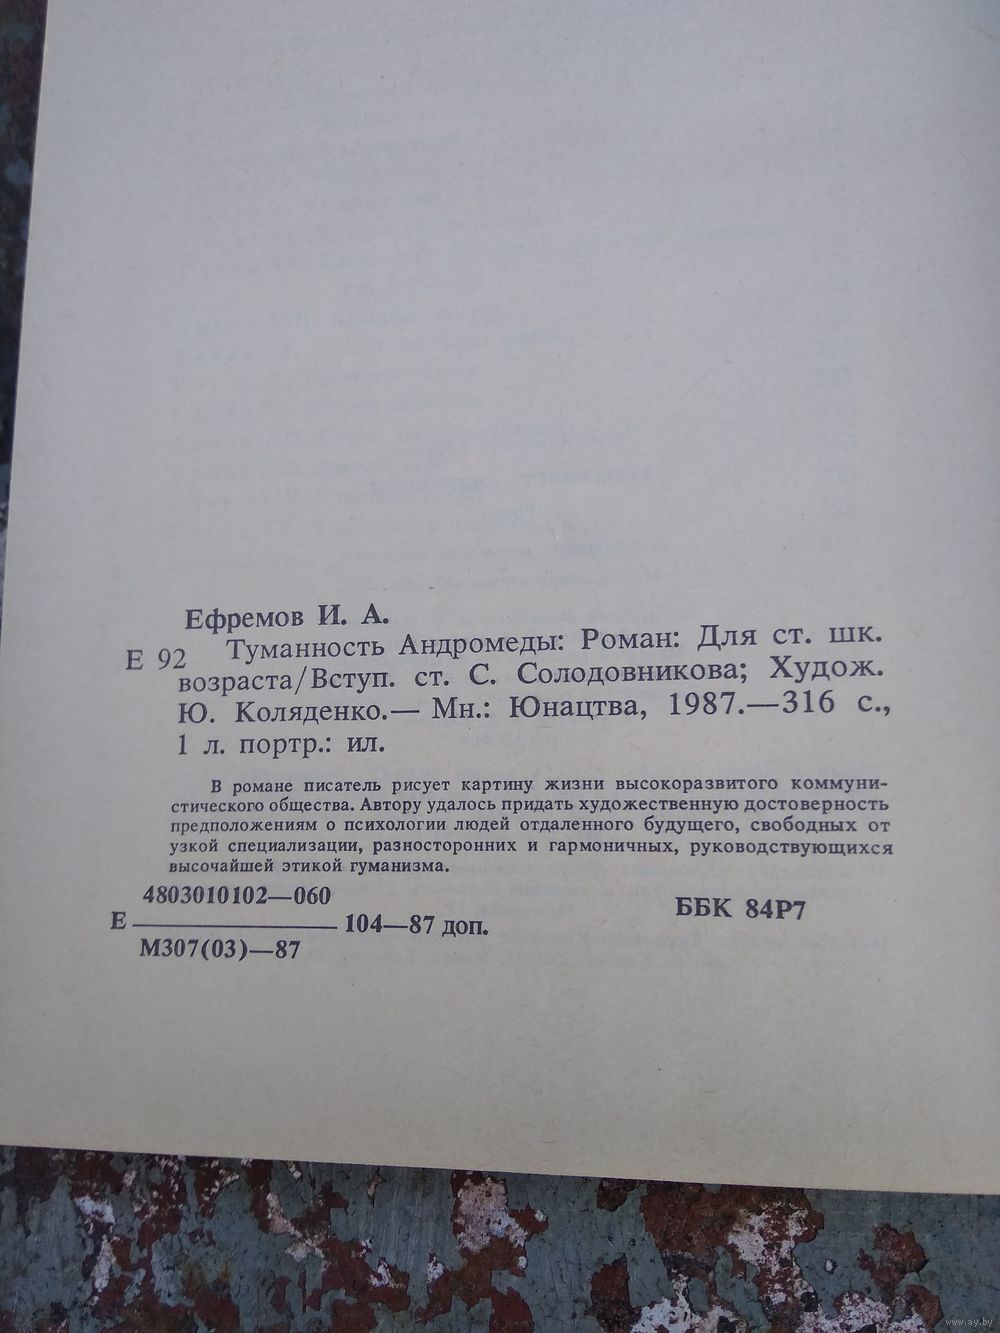 Ефремов И. А.
Е 92 Туманность Андромеды: Роман: Для ст. шк.
возраста/Вступ. ст. С. Солодовникова; Худож.
Ю. Коляденко.— Мн.: Юнацтва, 1987.—316 с.,
1 л. портр.: ил.
В романе писатель рисует картину жизни высокоразвитого коммуни-
стического общества. Автору удалось придать художественную достоверность
предположениям о психологии людей отдаленного будущего, свободных от
узкой специализации, разносторонних и гармоничных, руководствующихся
высочайшей этикой гуманизма.
4803010102—060
Е ——— 104—87 доп.
М307(03)—87
ББК 84Р7
www.ay.by